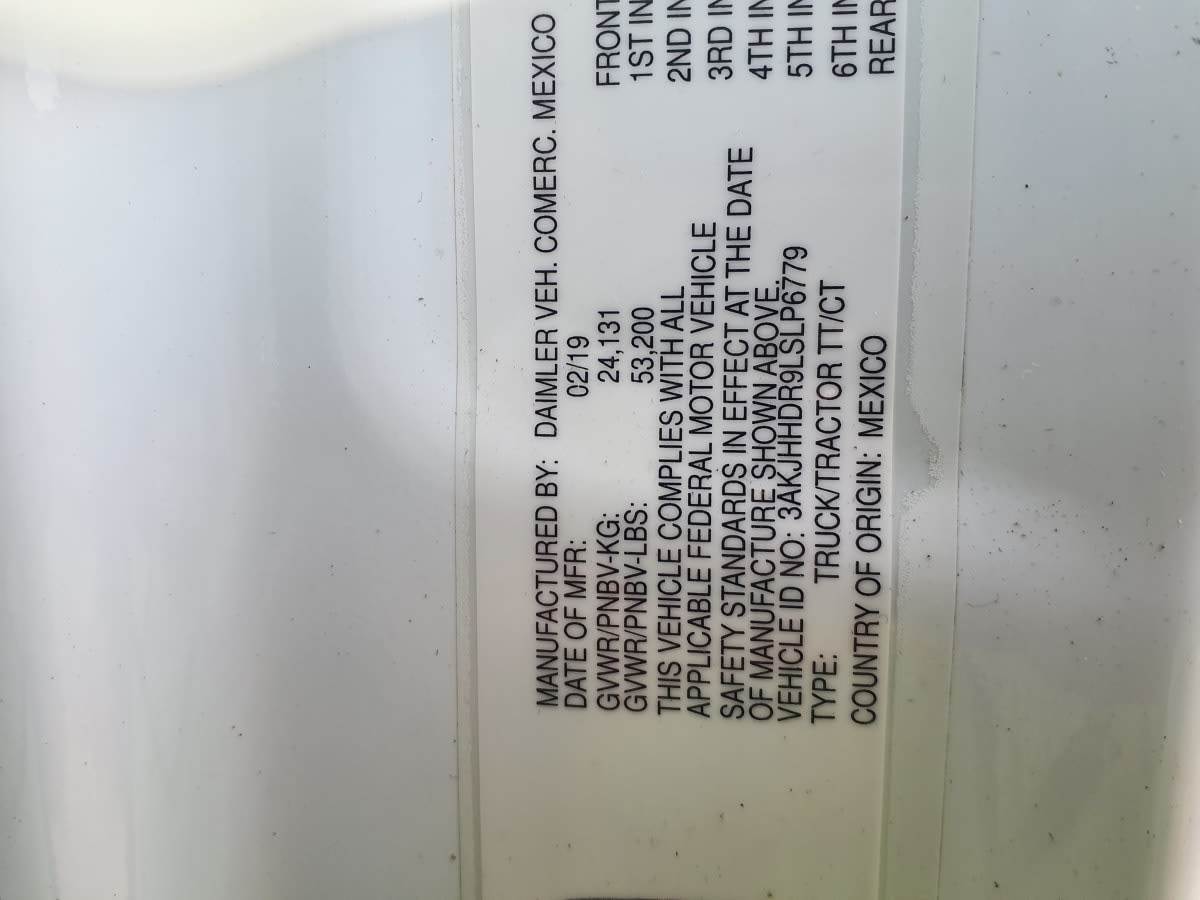 MANUFACTURED BY: DAIMLER VEH. COMERC. MEXICO
DATE OF MFR: 02/19
GVWR/PNBV-KG: 24,131
GVWR/PNBV-LBS: 53,200
THIS VEHICLE COMPLIES WITH ALL
APPLICABLE FEDERAL MOTOR VEHICLE
SAFETY STANDARDS IN EFFECT AT THE DATE
OF MANUFACTURE SHOWN ABOVE.
VEHICLE ID NO: 3AKJHHDR9LSLP6779
TYPE: TRUCK/TRACTOR TT/CT
COUNTRY OF ORIGIN: MEXICO
FRONT
1ST IN
2ND IN
3RD IN
4TH IN
5TH IN
6TH IN
REAR